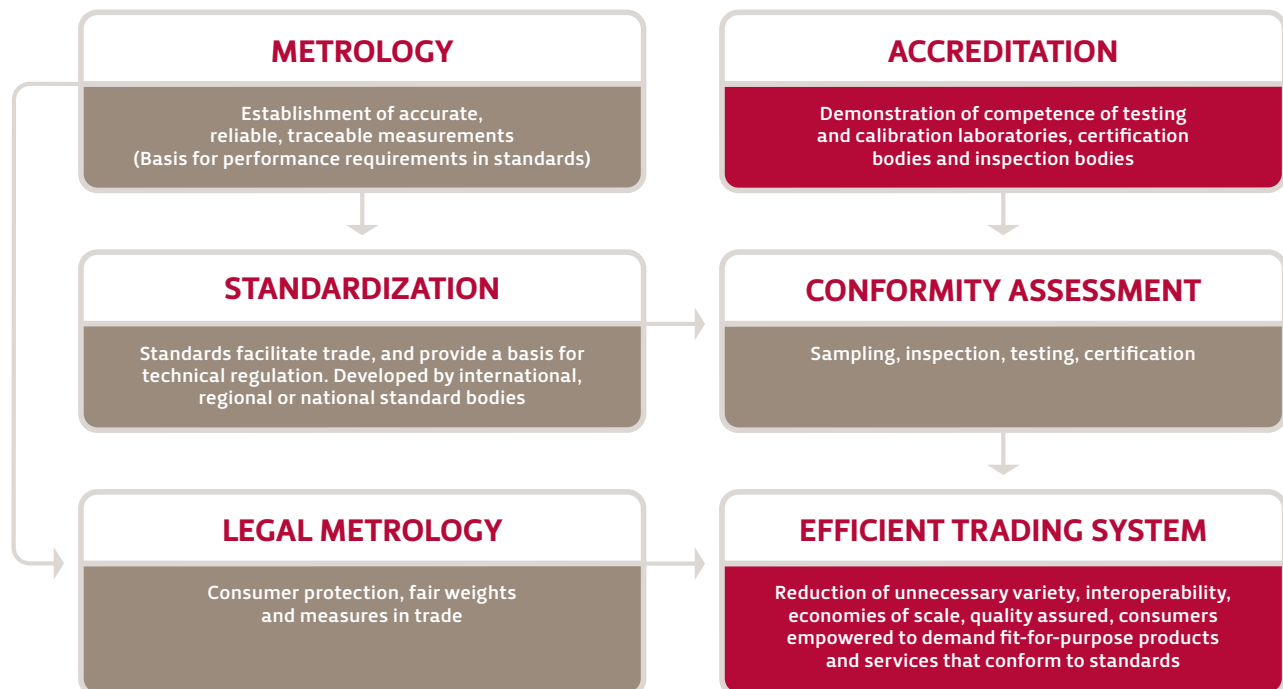 METROLOGY
Establishment of accurate,
reliable, traceable measurements
(Basis for performance requirements in standards)
ACCREDITATION
Demonstration of competence of testing
and calibration laboratories, certification
bodies and inspection bodies
STANDARDIZATION
Standards facilitate trade, and provide a basis for
technical regulation. Developed by international,
regional or national standard bodies
CONFORMITY ASSESSMENT
Sampling, inspection, testing, certification
LEGAL METROLOGY
Consumer protection, fair weights
and measures in trade
EFFICIENT TRADING SYSTEM
Reduction of unnecessary variety, interoperability,
economies of scale, quality assured, consumers
empowered to demand fit-for-purpose products
and services that conform to standards